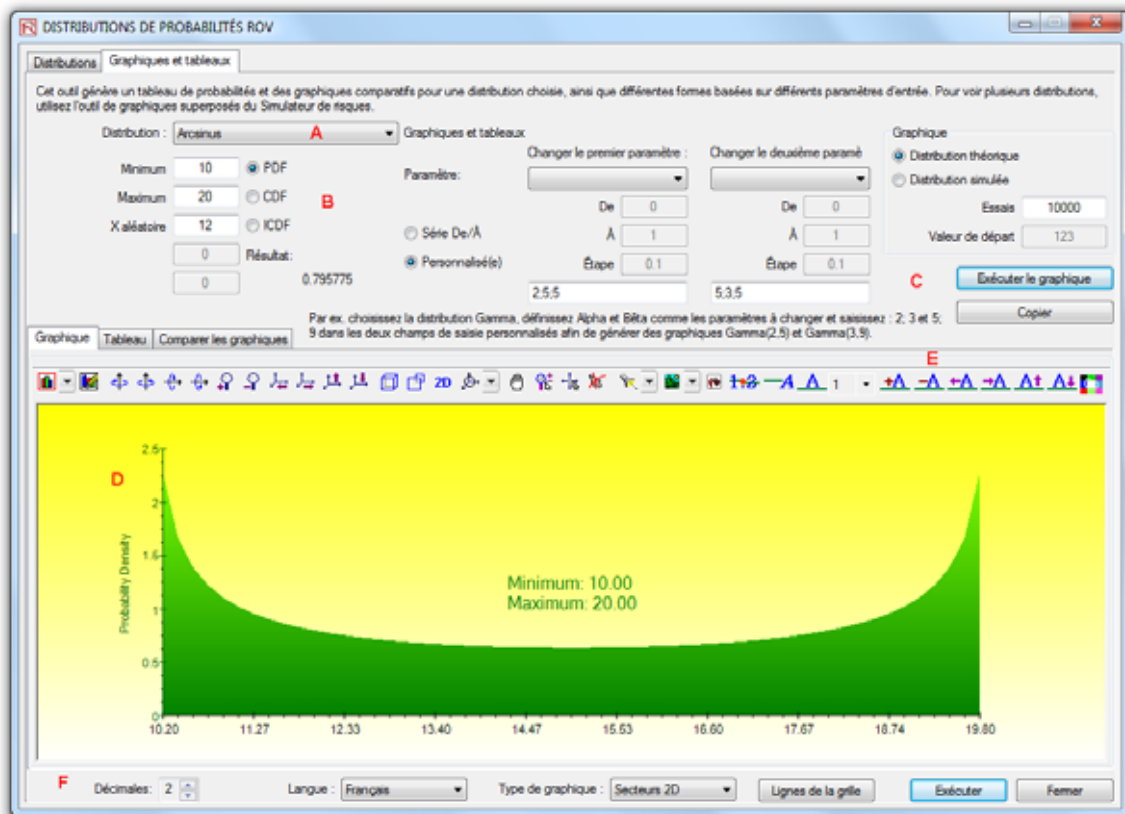 DISTRIBUTIONS DE PROBABILITÉS ROV
Distributions
Graphiques et tableaux
Cet outil génère un tableau de probabilités et des graphiques comparatifs pour une distribution choisie, ainsi que différentes formes basées sur différents paramètres d'entrée. Pour voir plusieurs distributions,
utilisez l'outil de graphiques superposés du Simulateur de risques.
Distribution : Arcsinus A
Minimum 10 PDF
Maximum 20 CDF
X aléatoire 12 ICDF
0 Résultat:
0 0.795775
B
Graphiques et tableaux
Changer le premier paramètre :
Changer le deuxième paramè
Paramètre:
De 0 De 0
Série De/À À 1 À 1
Personnalisé(e) Étape 0.1 Étape 0.1
2;5;5 5;3;5
Par ex. choisissez la distribution Gamma, définissez Alpha et Bêta comme les paramètres à changer et saisissez : 2; 3 et 5;
9 dans les deux champs de saisie personnalisés afin de générer des graphiques Gamma(2,5) et Gamma(3,9).
Graphique
Distribution théorique
Distribution simulée
Essais 10000
Valeur de départ 123
C
Exécuter le graphique
Copier
Graphique
Tableau
Comparer les graphiques
E
2D
1
D
2.5
2
1.5
1
0.5
0
Probability Density
Minimum: 10.00
Maximum: 20.00
10.20 11.27 12.33 13.40 14.47 15.53 16.60 17.67 18.74 19.80
F
Décimales: 2
Langue : Français
Type de graphique : Secteurs 2D
Lignes de la grille
Exécuter
Fermer